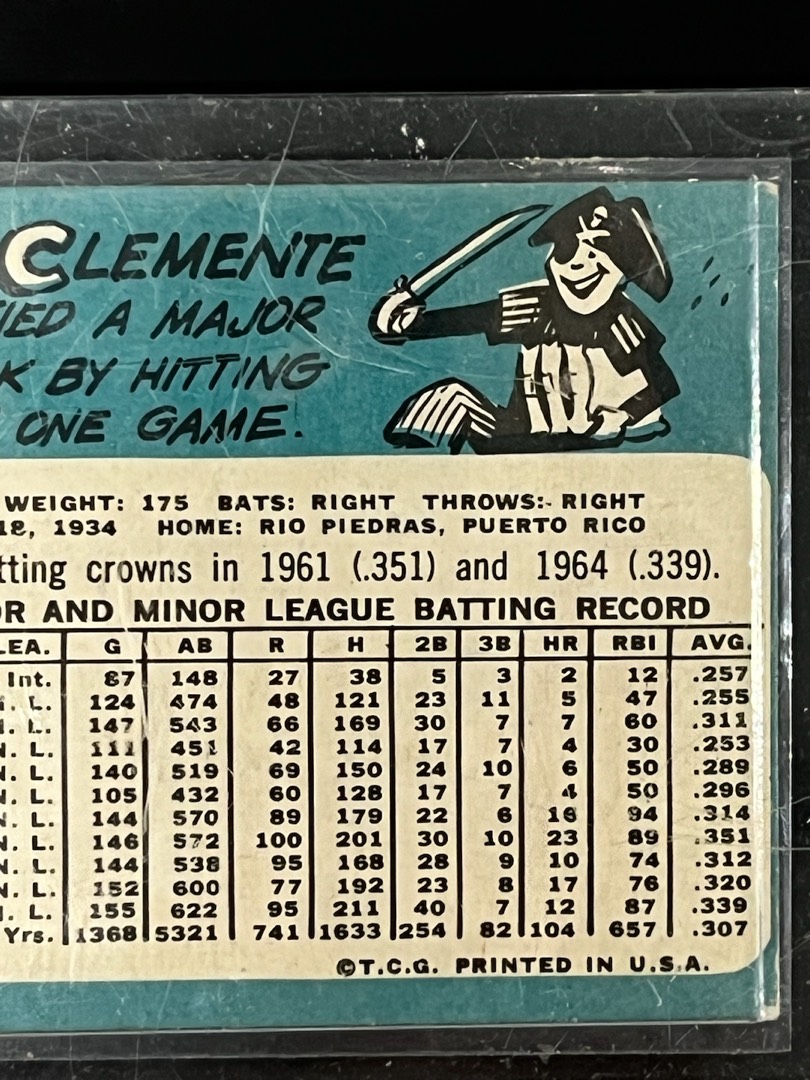 CLEMENTE
TIED A MAJOR
K BY HITTING
ONE GAME.
WEIGHT: 175 BATS: RIGHT THROWS: RIGHT
18, 1934 HOME: RIO PIEDRAS, PUERTO RICO
tting crowns in 1961 (.351) and 1964 (.339).
OR AND MINOR LEAGUE BATTING RECORD
LEA. G AB R H 2B 3B HR RBI AVG.
Int. 87 148 27 38 5 3 2 12 .257
N. L. 124 474 48 121 23 11 5 47 .255
N. L. 147 543 66 169 30 7 7 60 .311
N. L. 111 451 42 114 17 7 4 30 .253
N. L. 140 519 69 150 24 10 6 50 .289
N. L. 105 432 60 128 17 7 4 50 .296
N. L. 144 570 89 179 22 6 16 94 .314
N. L. 146 572 100 201 30 10 23 89 .351
N. L. 144 538 95 168 28 9 10 74 .312
N. L. 152 600 77 192 23 8 17 76 .320
N. L. 155 622 95 211 40 7 12 87 .339
Yrs. 1368 5321 741 1633 254 82 104 657 .307
©T.C.G. PRINTED IN U.S.A.